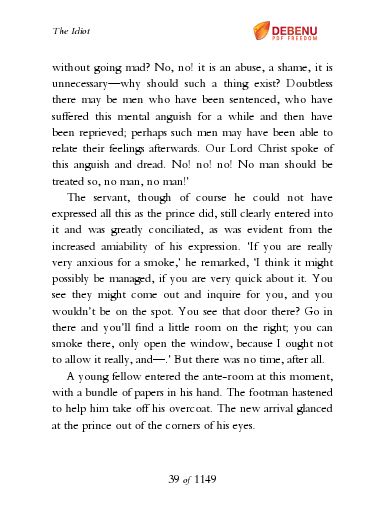 The Idiot
DEBENU
PDF FREEDOM
without going mad? No, no! it is an abuse, a shame, it is
unnecessary—why should such a thing exist? Doubtless
there may be men who have been sentenced, who have
suffered this mental anguish for a while and then have
been reprieved; perhaps such men may have been able to
relate their feelings afterwards. Our Lord Christ spoke of
this anguish and dread. No! no! no! No man should be
treated so, no man, no man!'
The servant, though of course he could not have
expressed all this as the prince did, still clearly entered into
it and was greatly conciliated, as was evident from the
increased amiability of his expression. 'If you are really
very anxious for a smoke,' he remarked, 'I think it might
possibly be managed, if you are very quick about it. You
see they might come out and inquire for you, and you
wouldn't be on the spot. You see that door there? Go in
there and you'll find a little room on the right; you can
smoke there, only open the window, because I ought not
to allow it really, and—.' But there was no time, after all.
A young fellow entered the ante-room at this moment,
with a bundle of papers in his hand. The footman hastened
to help him take off his overcoat. The new arrival glanced
at the prince out of the corners of his eyes.
39 of 1149